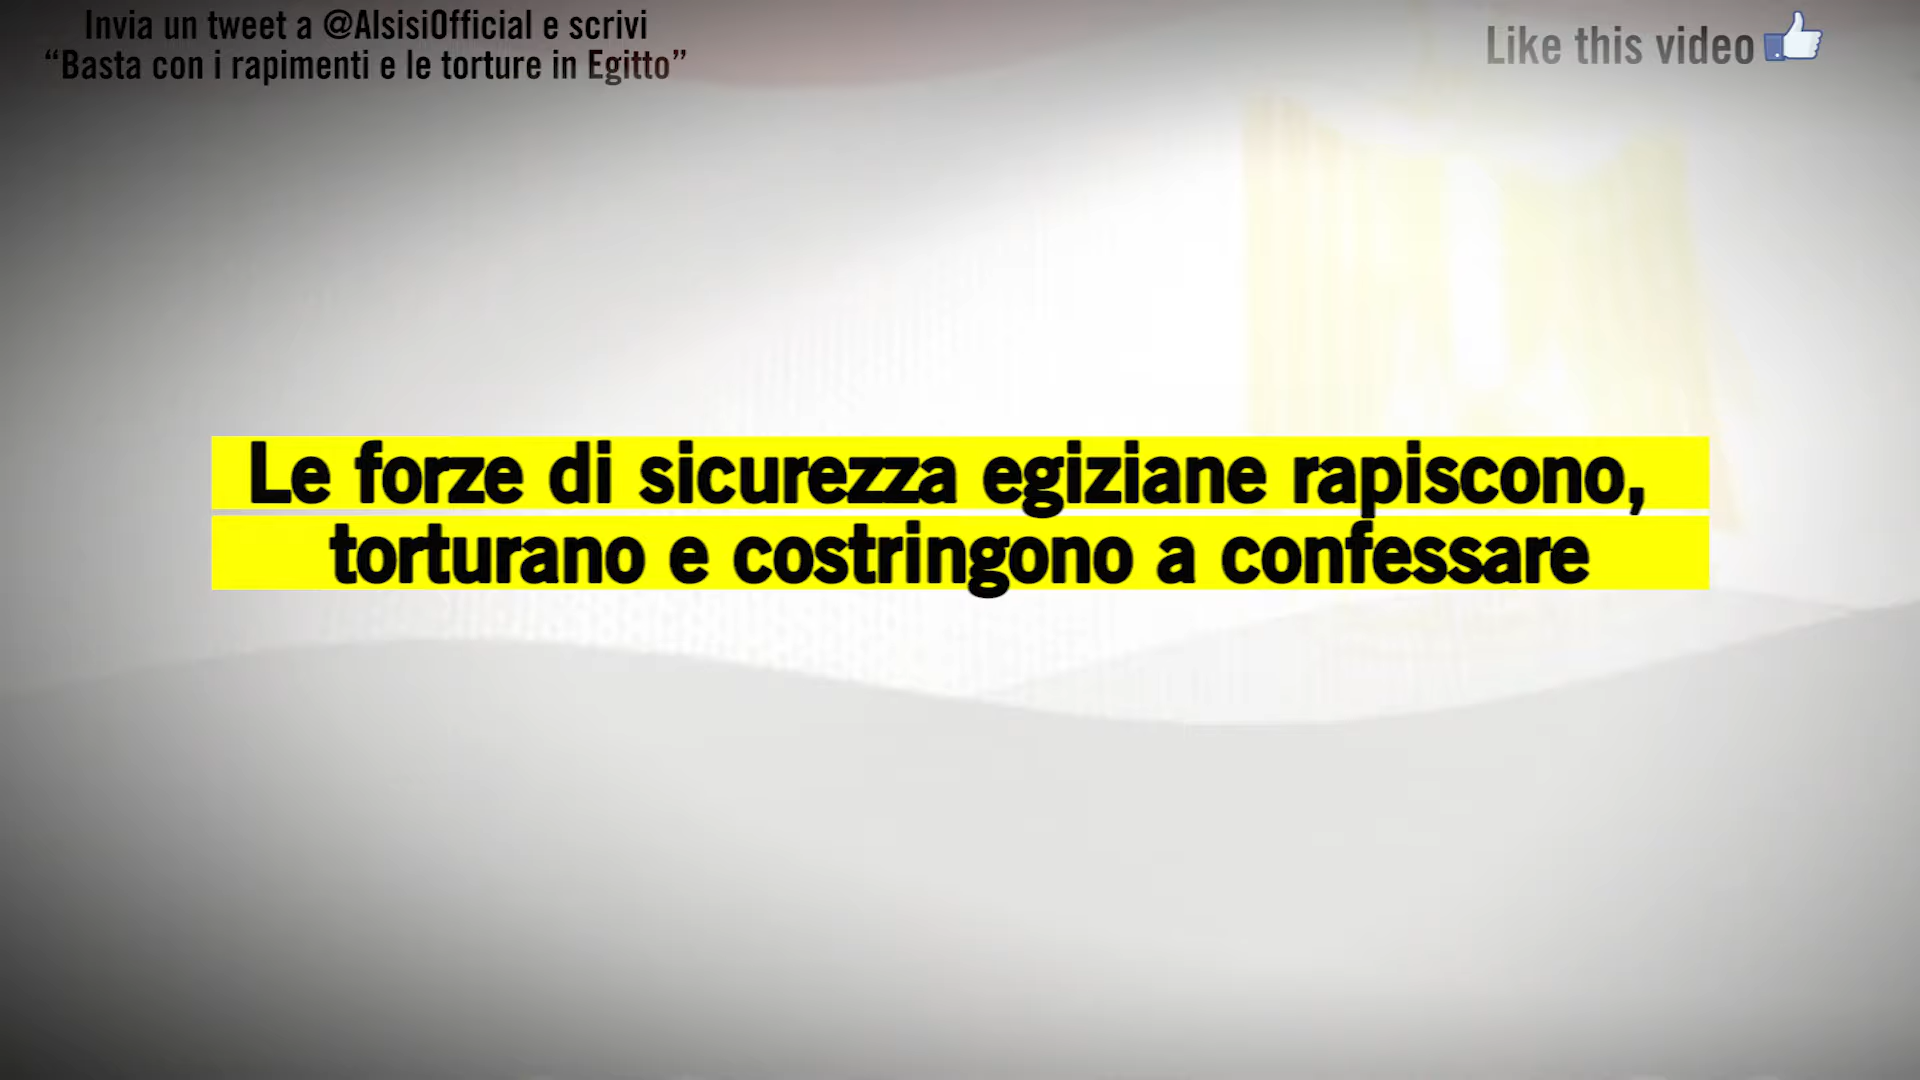 Invia un tweet a @AlsisiOfficial e scrivi
“Basta con i rapimenti e le torture in Egitto”
Like this video
Le forze di sicurezza egiziane rapiscono,
torturano e costringono a confessare